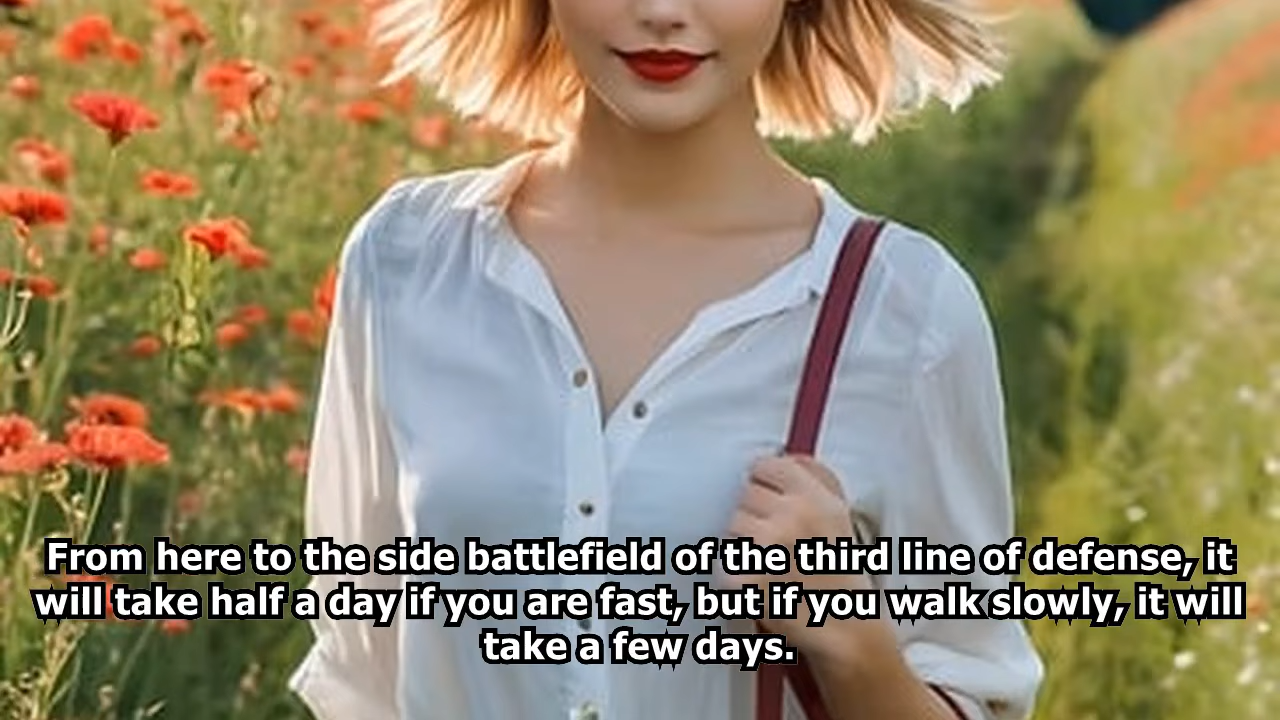 From here to the side battlefield of the third line of defense, it
will take half a day if you are fast, but if you walk slowly, it will
take a few days.